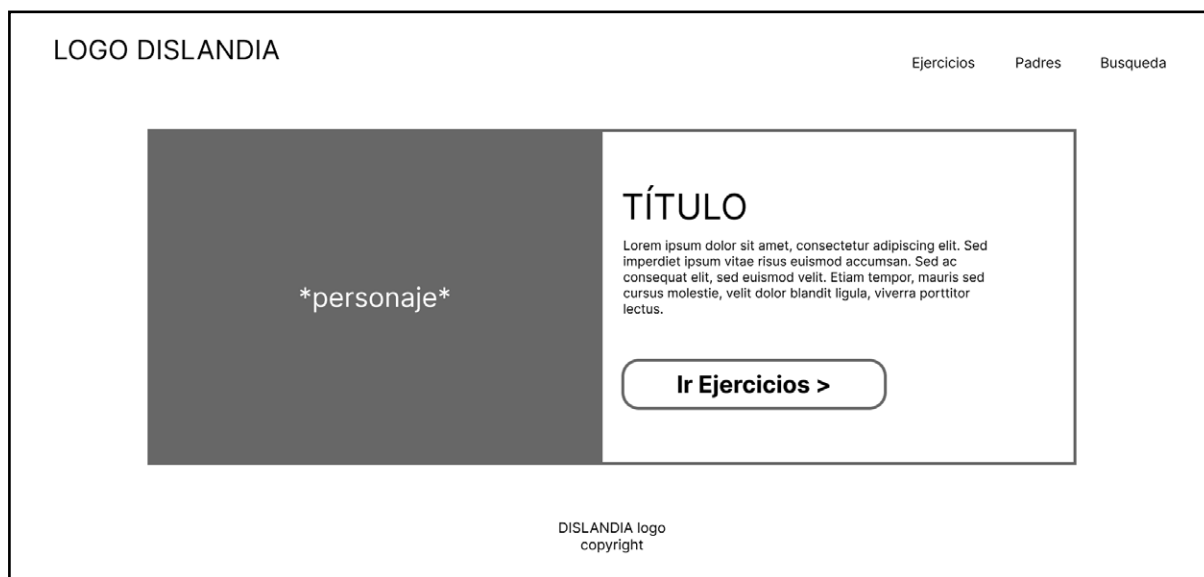 LOGO DISLANDIA
Ejercicios Padres Busqueda
*personaje*
TÍTULO
Lorem ipsum dolor sit amet, consectetur adipiscing elit. Sed
imperdiet ipsum vitae risus euismod accumsan. Sed ac
consequat elit, sed euismod velit. Etiam tempor, mauris sed
cursus molestie, velit dolor blandit ligula, viverra porttitor
lectus.
Ir Ejercicios >
DISLANDIA logo
copyright